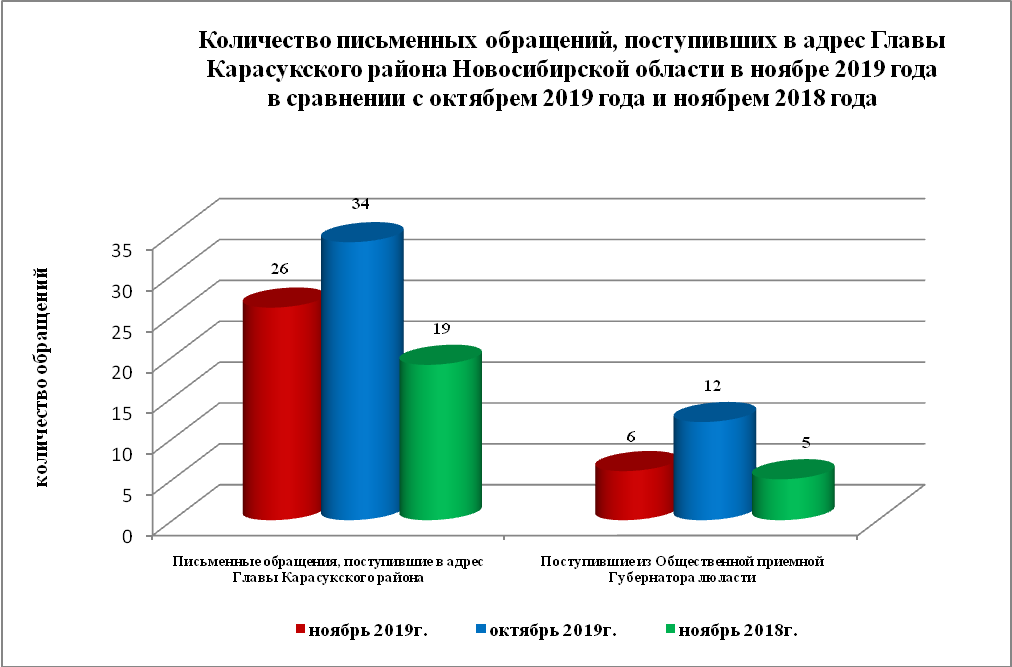 Количество письменных обращений, поступивших в адрес Главы
Карасукского района Новосибирской области в ноябре 2019 года
в сравнении с октябрем 2019 года и ноябрем 2018 года
количество обращений
35
30
25
20
15
10
5
0
26
34
19
6
12
5
Письменные обращения, поступившие в адрес
Главы Карасукского района
Поступившие из Общественной приемной
Губернатора люласти
ноябрь 2019г.
октябрь 2019г.
ноябрь 2018г.